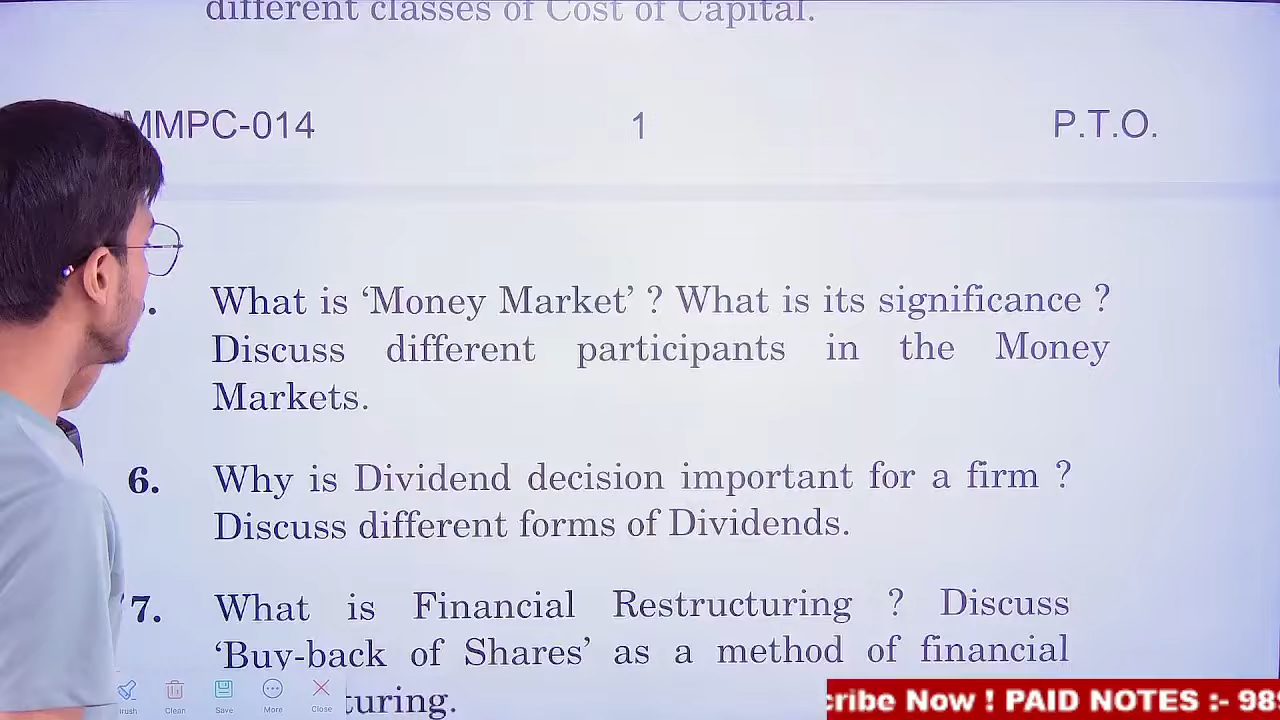 different classes of Cost of Capital.
MMPC-014 1 P.T.O.
What is ‘Money Market’ ? What is its significance ?
Discuss different participants in the Money
Markets.
6. Why is Dividend decision important for a firm ?
Discuss different forms of Dividends.
7. What is Financial Restructuring ? Discuss
‘Buy-back of Shares’ as a method of financial
turing.
Clean Save More Close
cribe Now ! PAID NOTES :- 989